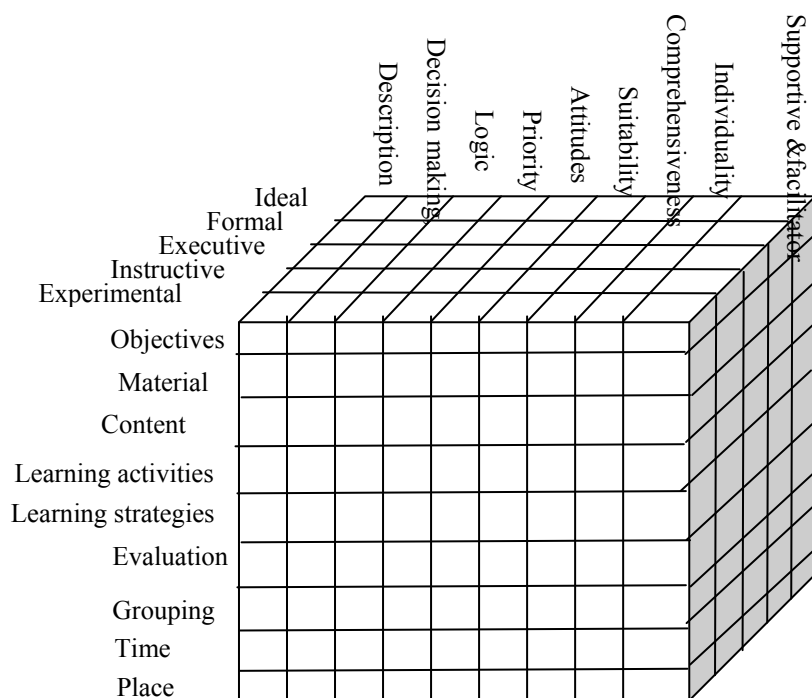 Description
Decision making
Logic
Priority
Attitudes
Suitability
Comprehensiveness
Individuality
Supportive &facilitator
Ideal
Formal
Executive
Instructive
Experimental
Objectives
Material
Content
Learning activities
Learning strategies
Evaluation
Grouping
Time
Place